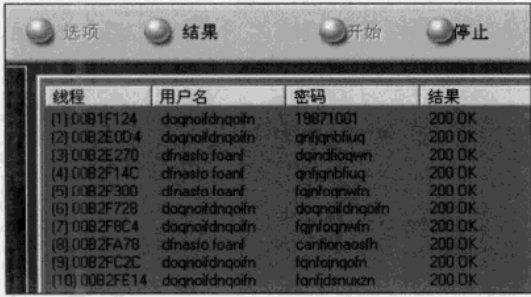 选项 结果 开始 停止
线程 用户名 密码 结果
(1) 00B1F124 doqnoifdnqoifn 19871001 200 OK
(2) 00B2E0D4 doqnoifdnqoifn qnfjqnbfiuq 200 OK
(3) 00B2E270 dfnasfo foanf dqindfioqwn 200 OK
(4) 00B2F14C dfnasfo foanf qnfjqnbfiuq 200 OK
(5) 00B2F300 dfnasfo foanf fqjnfoqnwfn 200 OK
(6) 00B2F728 doqnoifdnqoifn doqnoifdnqoifn 200 OK
(7) 00B2F8C4 doqnoifdnqoifn fqjnfoqnwfn 200 OK
(8) 00B2FA78 dfnasfo foanf canfionaosfh 200 OK
(9) 00B2FC2C doqnoifdnqoifn fqnfojnqofn 200 OK
(10) 00B2FE14 doqnoifdnqoifn fqnfjdsnuxzn 200 OK